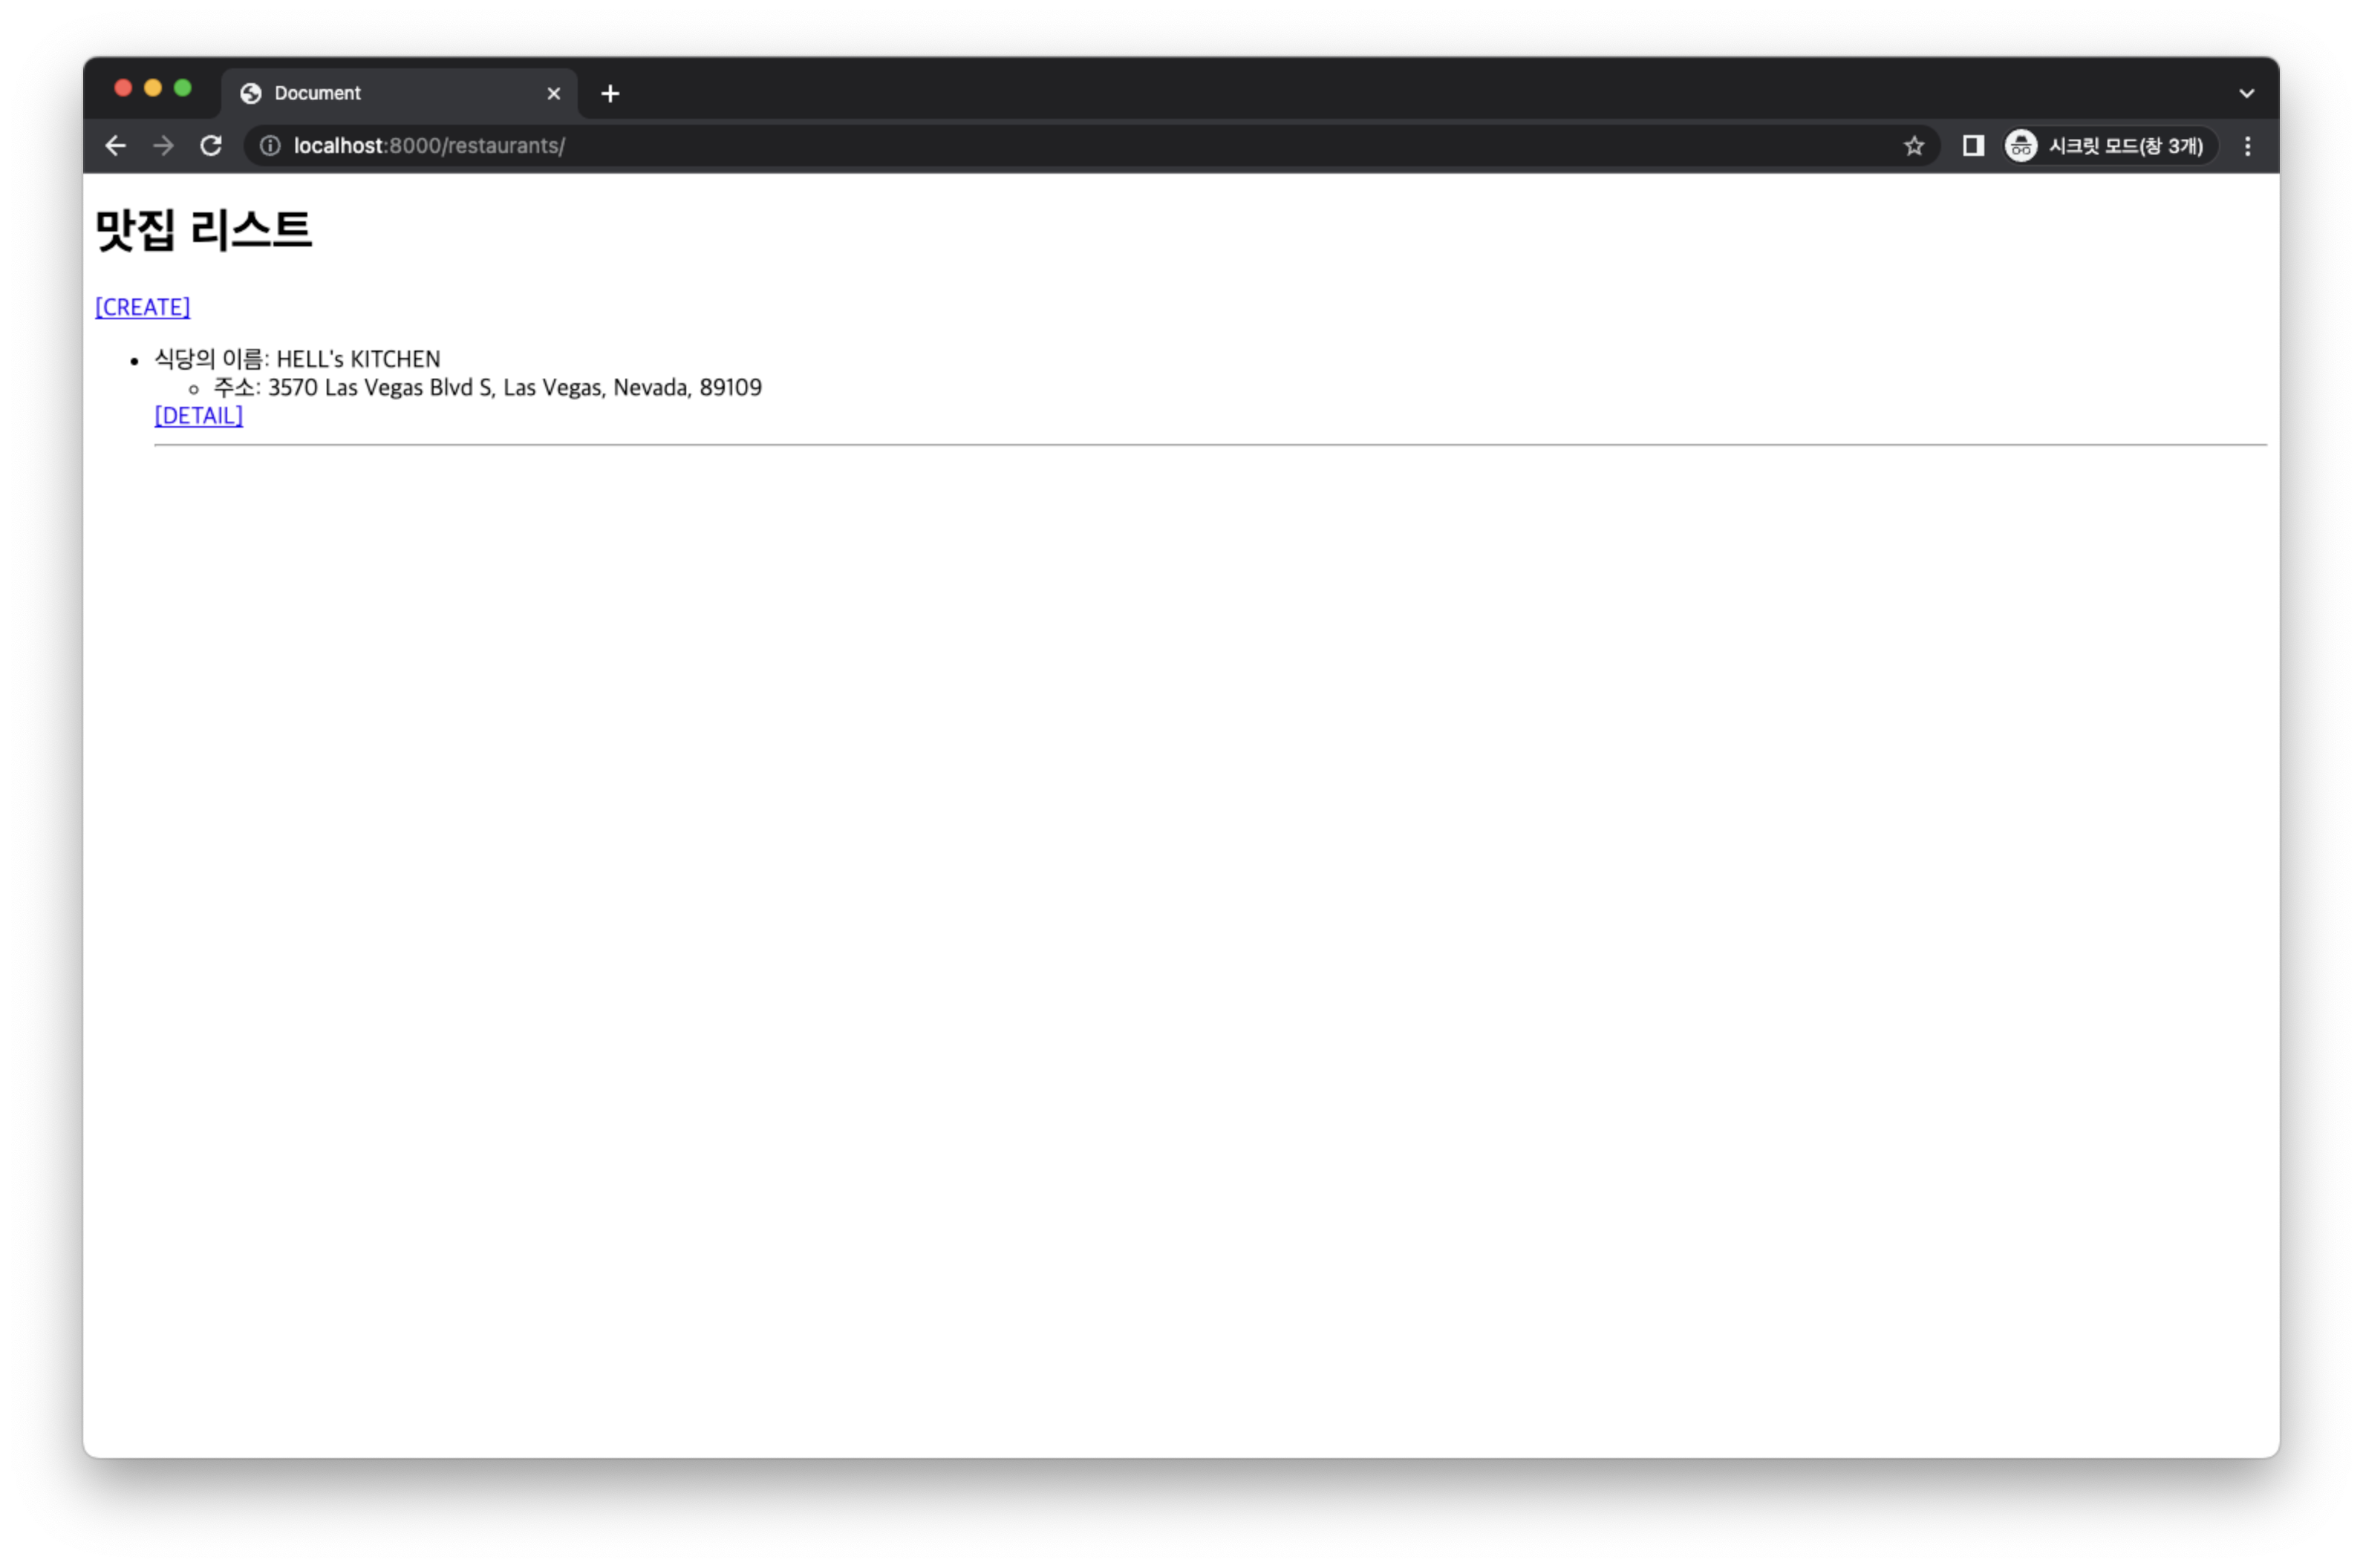 Document
localhost:8000/restaurants/
시크릿 모드(창 3개)
맛집 리스트
[CREATE]
식당의 이름: HELL's KITCHEN
주소: 3570 Las Vegas Blvd S, Las Vegas, Nevada, 89109
[DETAIL]